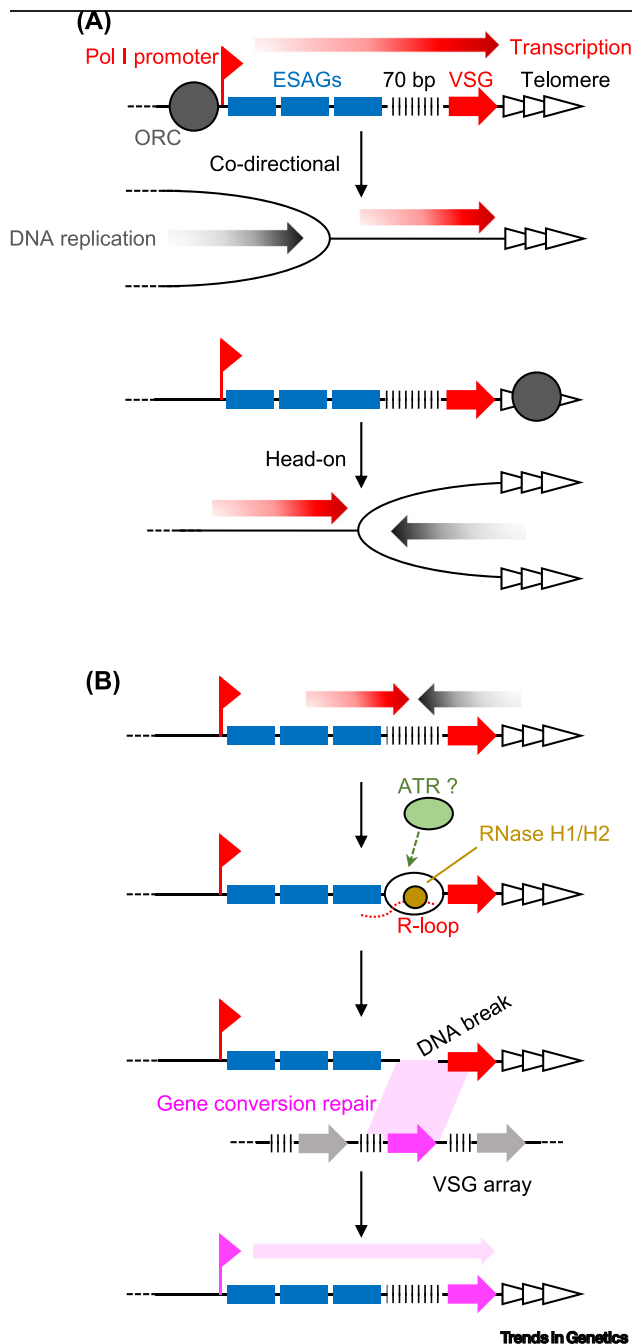 (A)
Pol I promoter
Transcription
ESAGs
70 bp
VSG
Telomere
ORC
Co-directional
DNA replication
Head-on
(B)
ATR ?
RNase H1/H2
R-loop
DNA break
Gene conversion repair
VSG array
Trends in Genetics